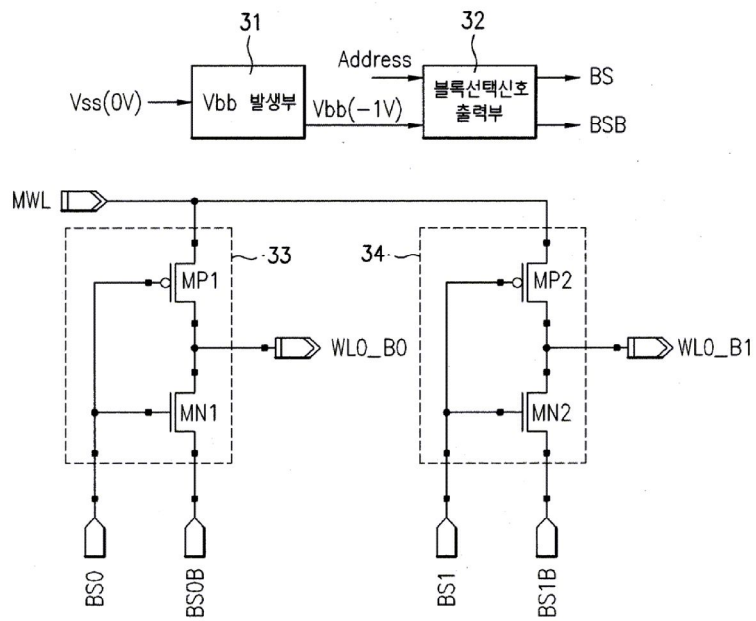 31
32
Address
Vss(0V)
Vbb 발생부
Vbb(-1V)
블록선택신호
출력부
BS
BSB
MWL
33
34
MP1
MP2
WL0_B0
WL0_B1
MN1
MN2
BS0
BS0B
BS1
BS1B